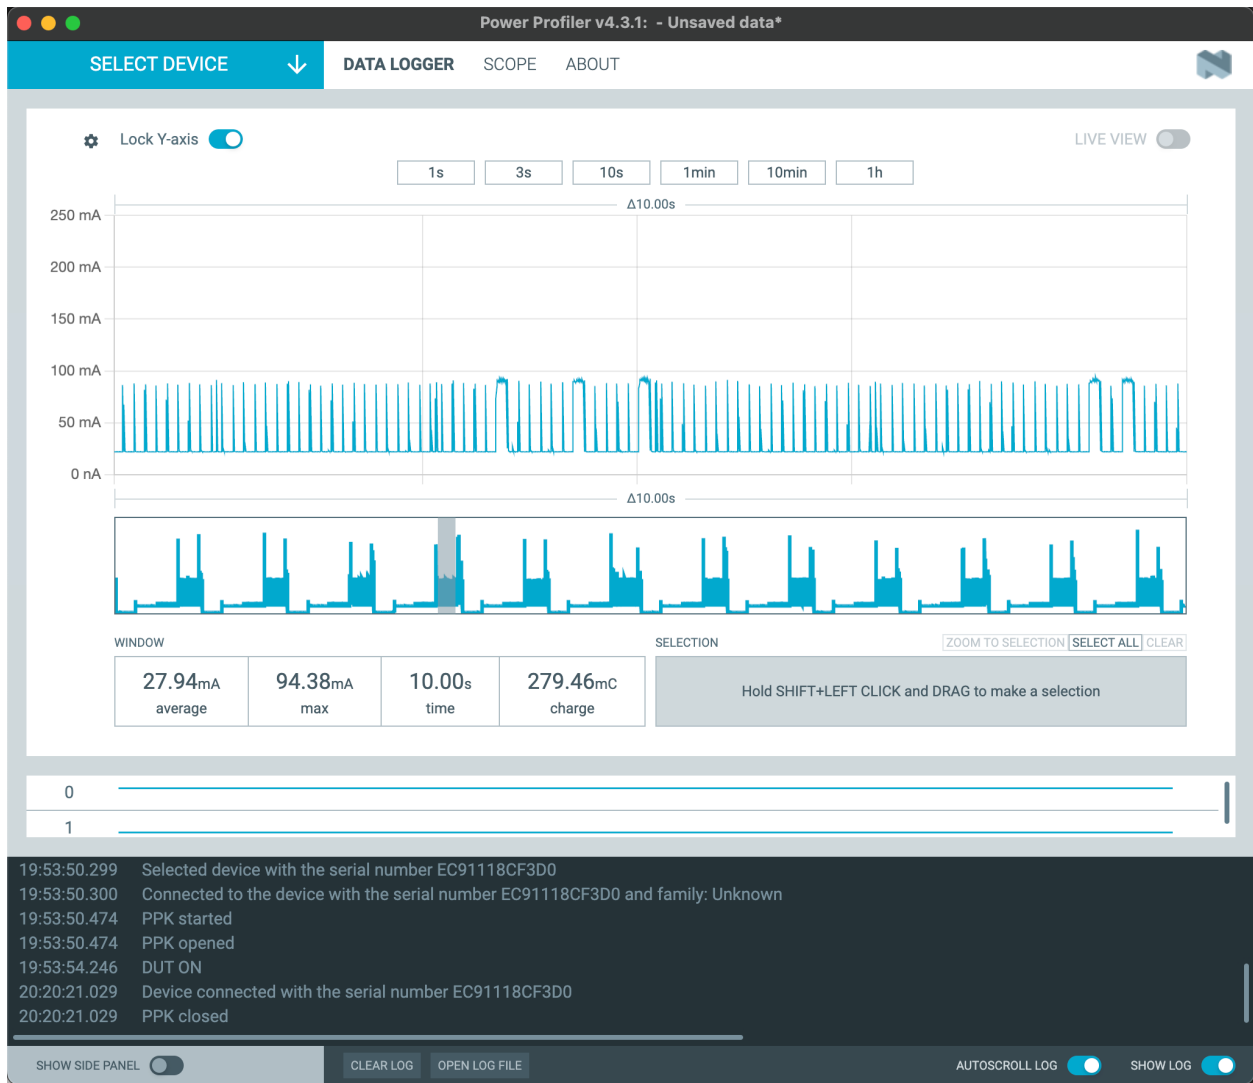 Power Profiler v4.3.1:  - Unsaved data*
SELECT DEVICE
DATA LOGGER SCOPE ABOUT
Lock Y-axis
LIVE VIEW
1s 3s 10s 1min 10min 1h
Δ10.00s
250 mA
200 mA
150 mA
100 mA
50 mA
0 nA
Δ10.00s
WINDOW
27.94mA
average
94.38mA
max
10.00s
time
279.46mC
charge
SELECTION
ZOOM TO SELECTION SELECT ALL CLEAR
Hold SHIFT+LEFT CLICK and DRAG to make a selection
0
1
19:53:50.299 Selected device with the serial number EC91118CF3D0
19:53:50.300 Connected to the device with the serial number EC91118CF3D0 and family: Unknown
19:53:50.474 PPK started
19:53:50.474 PPK opened
19:53:54.246 DUT ON
20:20:21.029 Device connected with the serial number EC91118CF3D0
20:20:21.029 PPK closed
SHOW SIDE PANEL
CLEAR LOG OPEN LOG FILE
AUTOSCROLL LOG
SHOW LOG